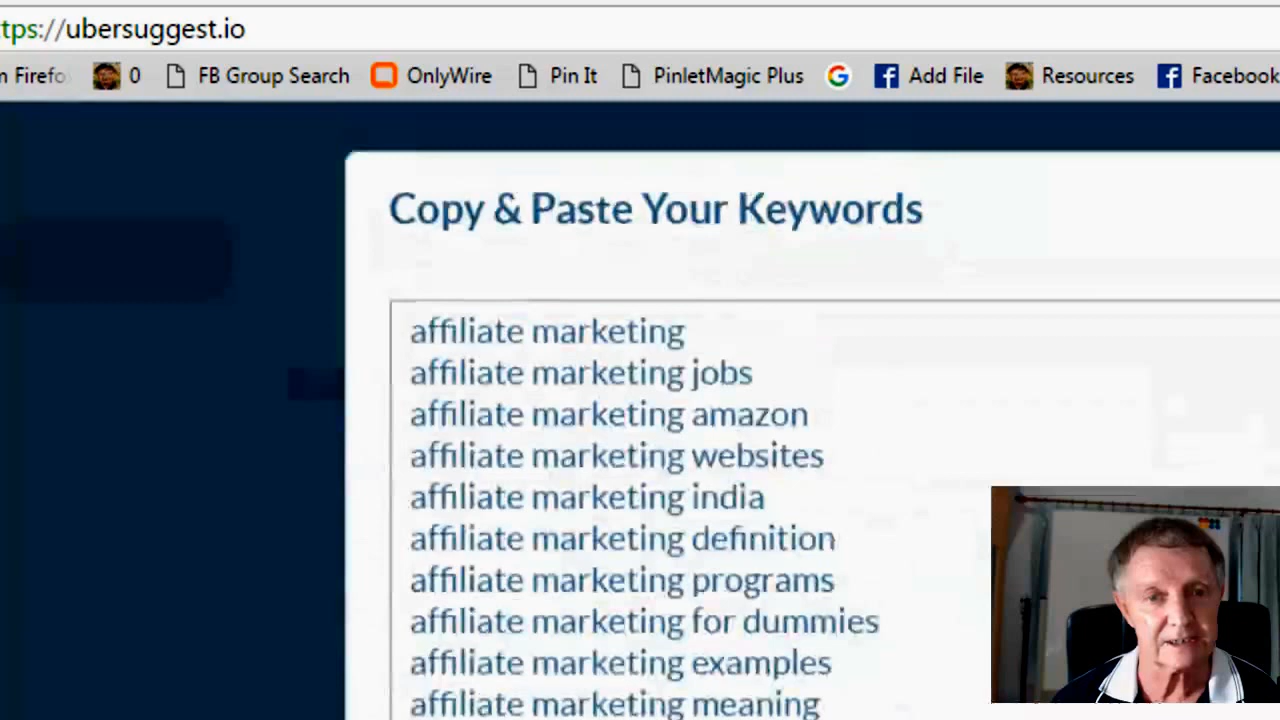 ttps://ubersuggest.io
m Firefo 0 FB Group Search OnlyWire Pin It PinletMagic Plus G Add File Resources Facebook
Copy & Paste Your Keywords
affiliate marketing
affiliate marketing jobs
affiliate marketing amazon
affiliate marketing websites
affiliate marketing india
affiliate marketing definition
affiliate marketing programs
affiliate marketing for dummies
affiliate marketing examples
affiliate marketing meaning